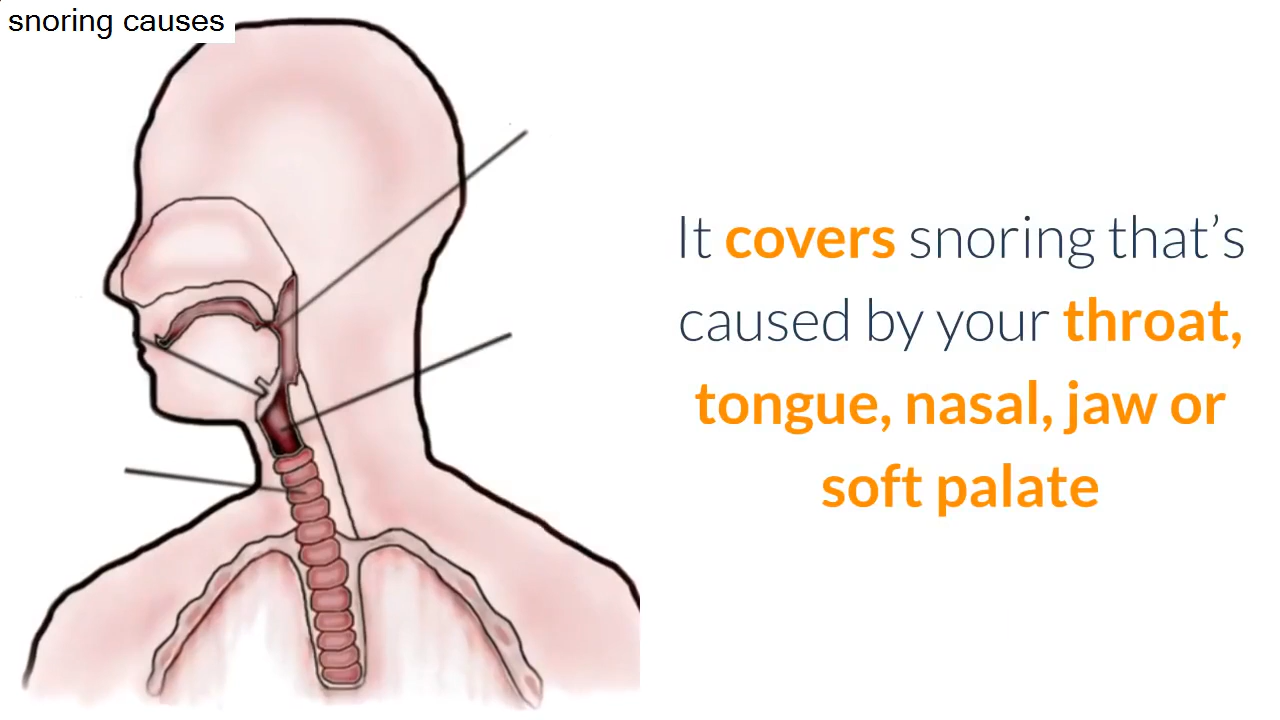 snoring causes
It covers snoring that’s
caused by your throat,
tongue, nasal, jaw or
soft palate